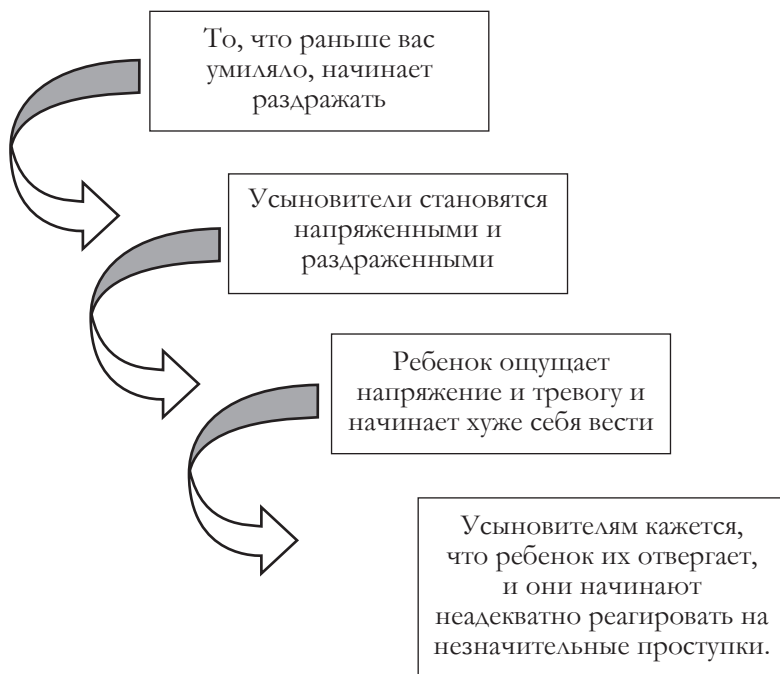 То, что раньше вас
умиляло, начинает
раздражать
Усыновители становятся
напряженными и
раздраженными
Ребенок ощущает
напряжение и тревогу и
начинает хуже себя вести
Усыновителям кажется,
что ребенок их отвергает,
и они начинают
неадекватно реагировать на
незначительные проступки.